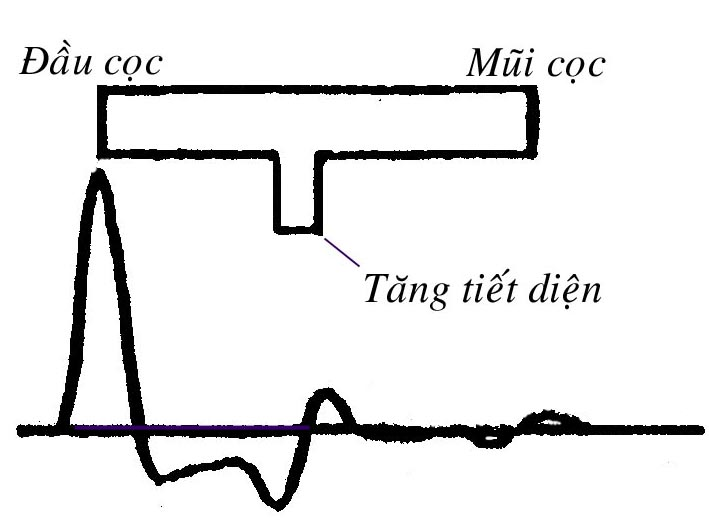 Đầu cọc
Mũi cọc
Tăng tiết diện